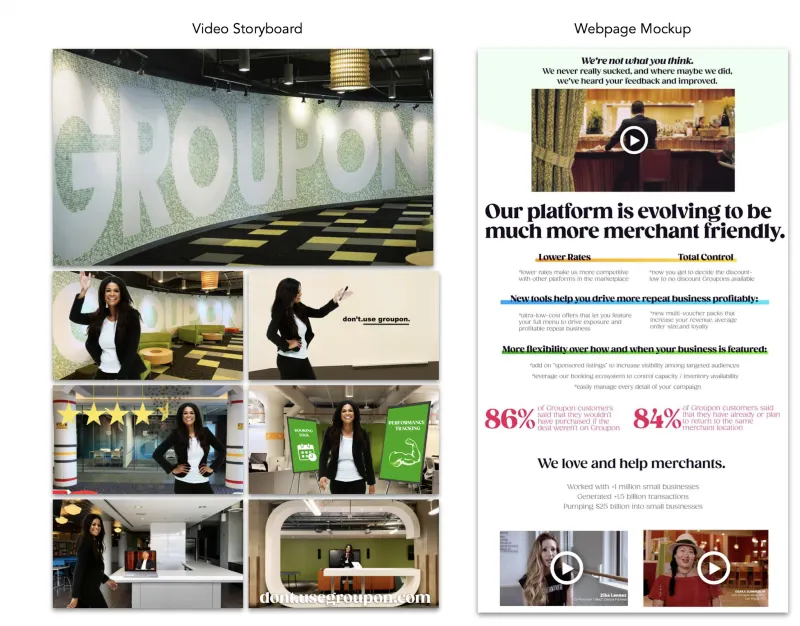 Video Storyboard
GROUPON
GROUPON
don't.use groupon.
BOOKING
TOOL
PERFORMANCE
TRACKING
dont.usegroupon.com
Webpage Mockup
We're not what you think.
We never really sucked, and where maybe we did,
we've heard your feedback and improved.
Our platform is evolving to be
much more merchant friendly.
Lower Rates
*lower rates make us more competitive
with other platforms in the marketplace
Total Control
*now you get to decide the discount-
low to no discount Groupons available
New tools help you drive more repeat business profitably:
*ultra-low-cost offers that let you feature
your full menu to drive exposure and
profitable repeat business
*new multi-voucher packs that
increase your revenue, average
order size,and loyalty
More flexibility over how and when your business is featured:
*add on "sponsored listings" to increase visibility among targeted audiences
*leverage our booking ecosystem to control capacity / inventory availability
*easily manage every detail of your campaign
86% of Groupon customers
said that they wouldn't
have purchased if the
deal weren't on Groupon
84% of Groupon customers said
that they have already or plan
to return to the same
merchant location
We love and help merchants.
Worked with +1 million small businesses
Generated +1.5 billion transactions
Pumping $25 billion into small businesses